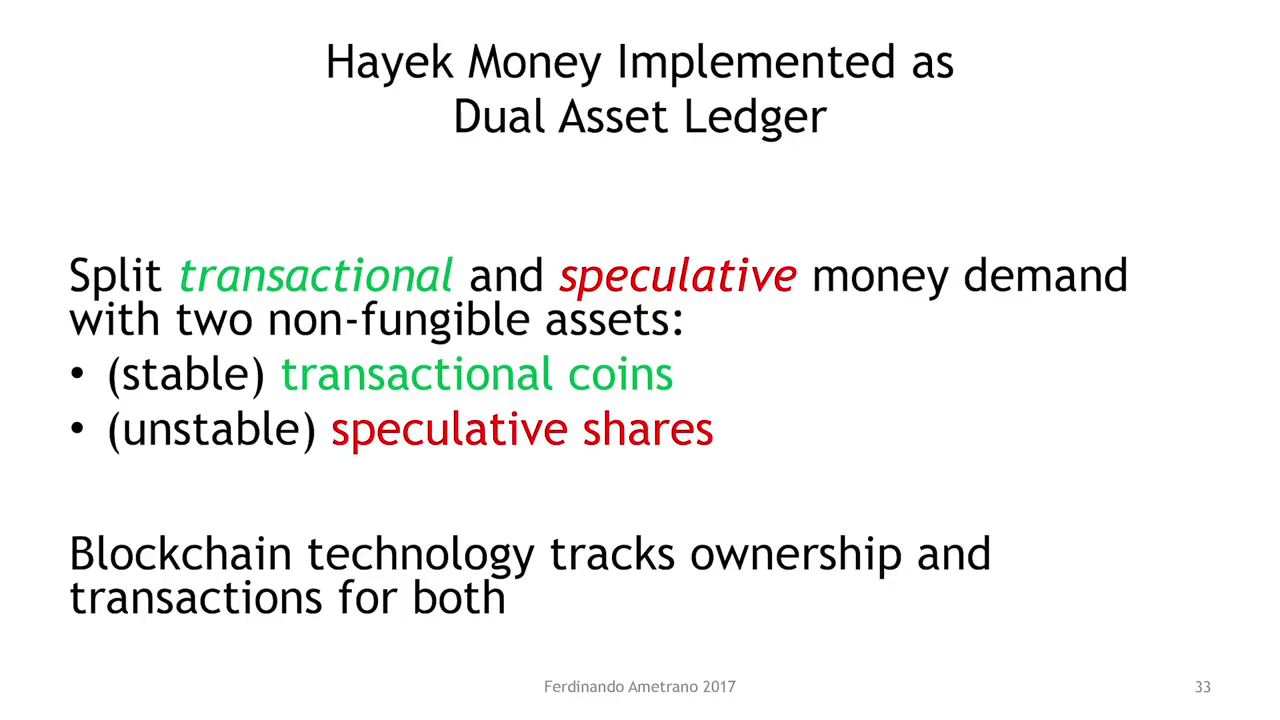 Hayek Money Implemented as
Dual Asset Ledger
Split transactional and speculative money demand
with two non-fungible assets:
• (stable) transactional coins
• (unstable) speculative shares
Blockchain technology tracks ownership and
transactions for both
Ferdinando Ametrano 2017
33